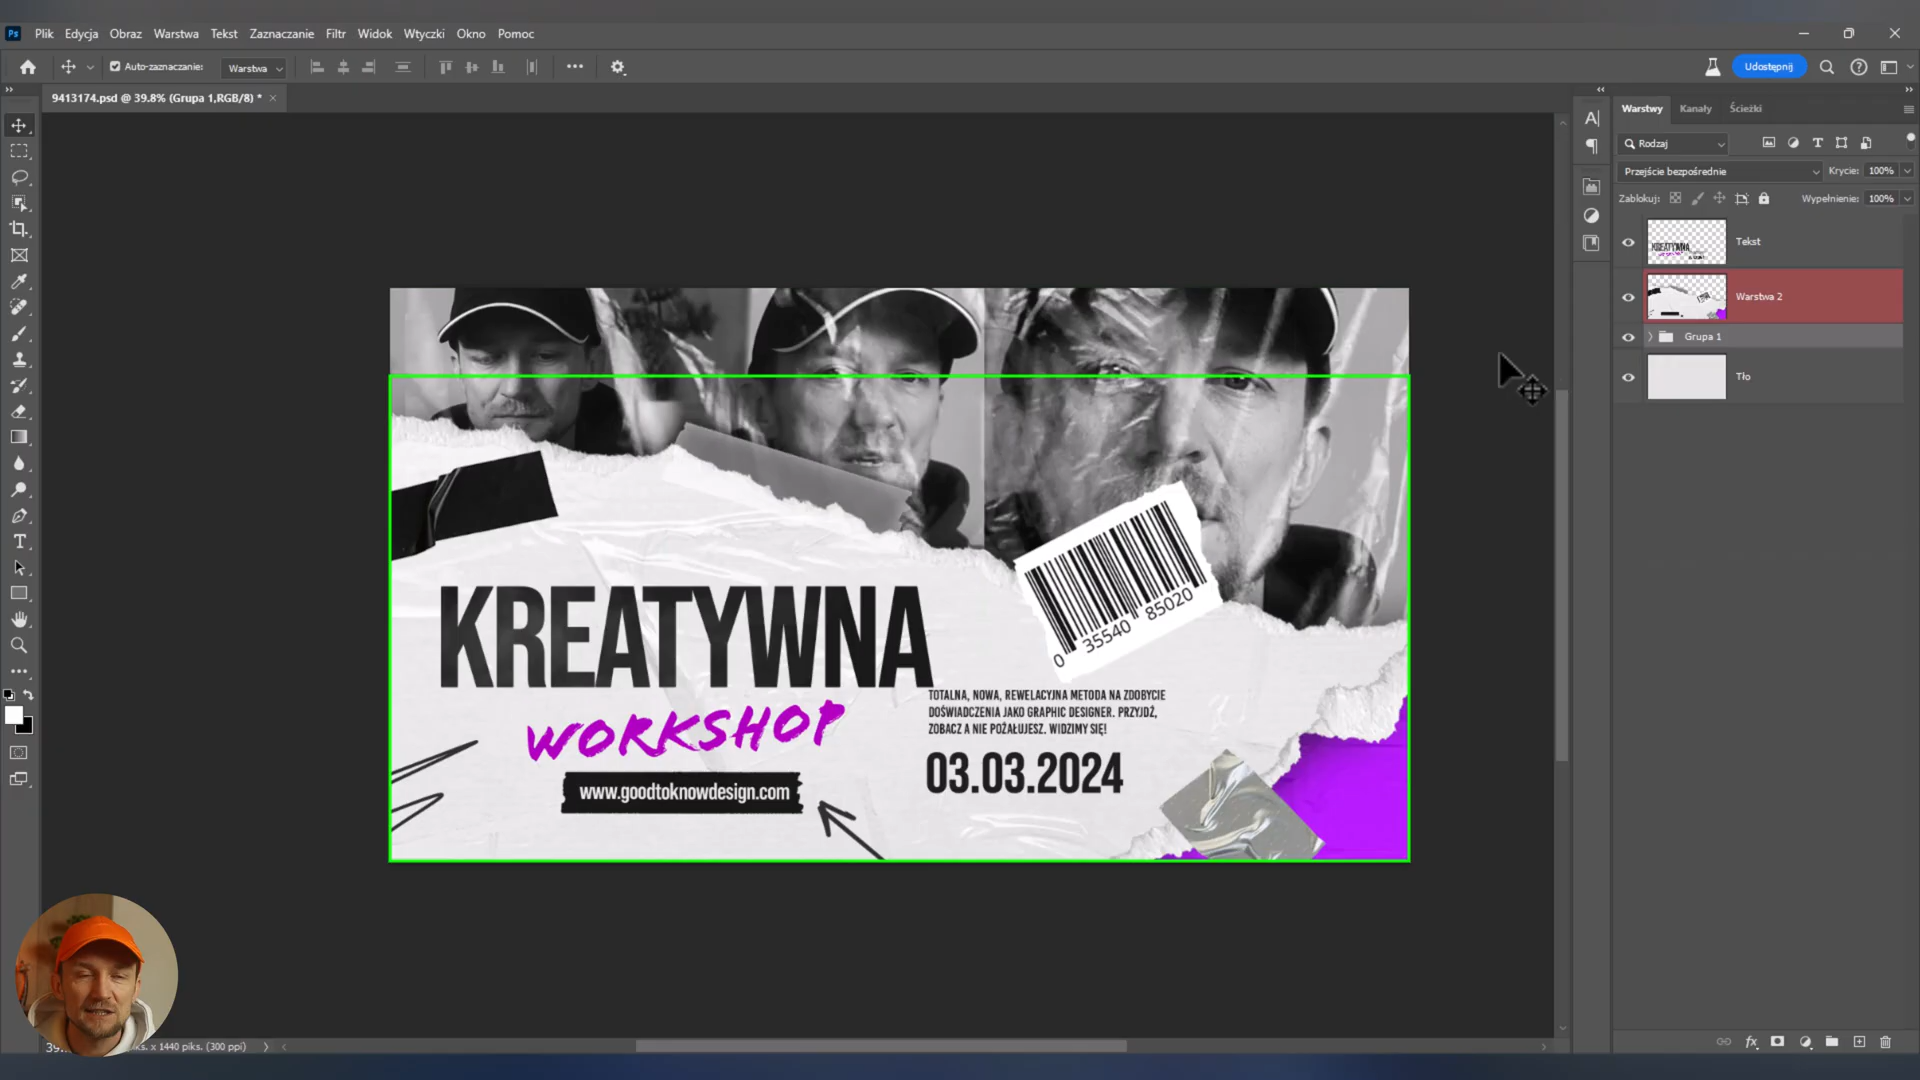 Ps Plik Edycja Obraz Warstwa Tekst Zaznaczanie Filtr Widok Wtyczki Okno Pomoc
Auto-zaznaczanie: Warstwa
Udostępnij
9413174.psd @ 39.8% (Grupa 1,RGB/8) *
KREATYWNA
WORKSHOP
www.goodtoknowdesign.com
0 35540 85020
TOTALNA, NOWA, REWELACYJNA METODA NA ZDOBYCIE
DOŚWIADCZENIA JAKO GRAPHIC DESIGNER. PRZYJDŹ,
ZOBACZ A NIE POŻAŁUJESZ. WIDZIMY SIĘ!
03.03.2024
Warstwy Kanały Ścieżki
Rodzaj
Przejście bezpośrednie Krycie: 100%
Zablokuj: Wypełnienie: 100%
Tekst
Warstwa 2
Grupa 1
Tło
x 1440 piks. (300 ppi)